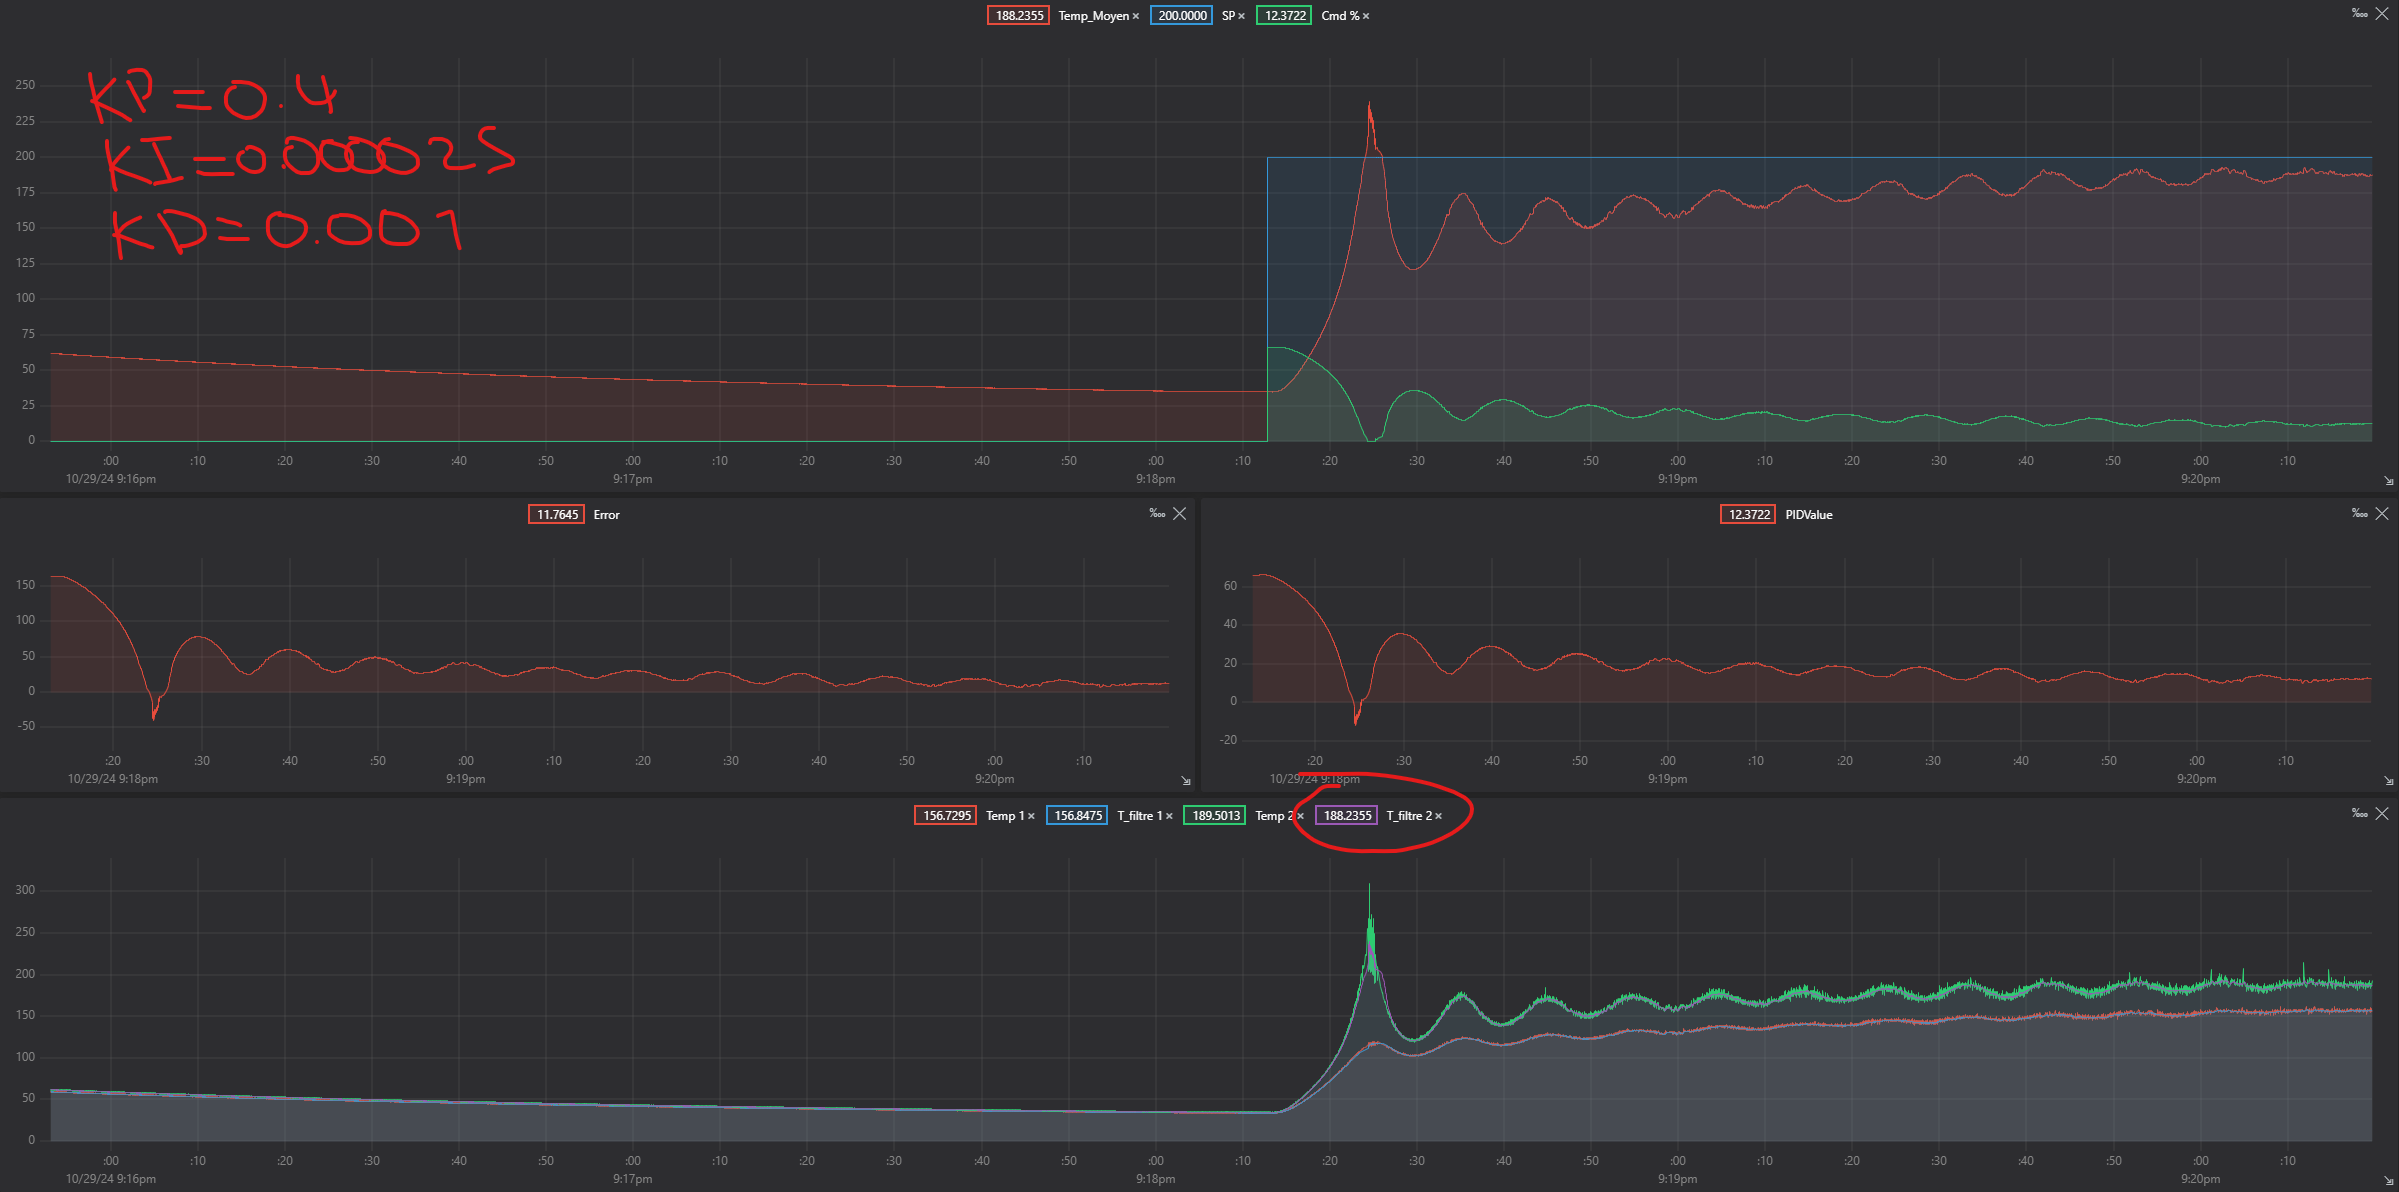 188.2355 Temp_Moyen × 200.0000 SP × 12.3722 Cmd % ×
KP=0.4
KI=0.000025
KD=0.001
250
225
200
175
150
125
100
75
50
25
0
:00 :10 :20 :30 :40 :50 :00 :10 :20 :30 :40 :50 :00 :10 :20 :30 :40 :50 :00 :10 :20 :30 :40 :50 :00 :10
10/29/24 9:16pm 9:17pm 9:18pm 9:19pm 9:20pm
11.7645 Error
150
100
50
0
-50
:20 :30 :40 :50 :00 :10 :20 :30 :40 :50 :00 :10
10/29/24 9:18pm 9:19pm 9:20pm
12.3722 PIDValue
60
40
20
0
-20
:20 :30 :40 :50 :00 :10 :20 :30 :40 :50 :00 :10
10/29/24 9:18pm 9:19pm 9:20pm
156.7295 Temp 1 × 156.8475 T_filtre 1 × 189.5013 Temp 2 × 188.2355 T_filtre 2 ×
300
250
200
150
100
50
0
:00 :10 :20 :30 :40 :50 :00 :10 :20 :30 :40 :50 :00 :10 :20 :30 :40 :50 :00 :10 :20 :30 :40 :50 :00 :10
10/29/24 9:16pm 9:17pm 9:18pm 9:19pm 9:20pm